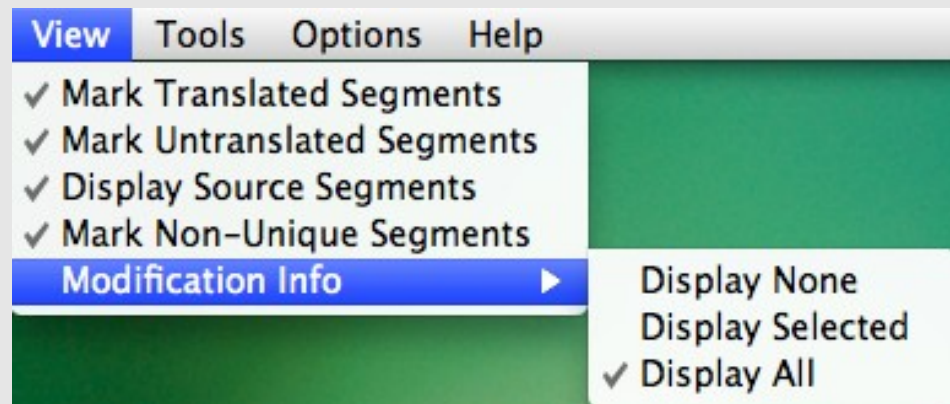 View Tools Options Help
✓ Mark Translated Segments
✓ Mark Untranslated Segments
✓ Display Source Segments
✓ Mark Non-Unique Segments
Modification Info ▶
Display None
Display Selected
✓ Display All